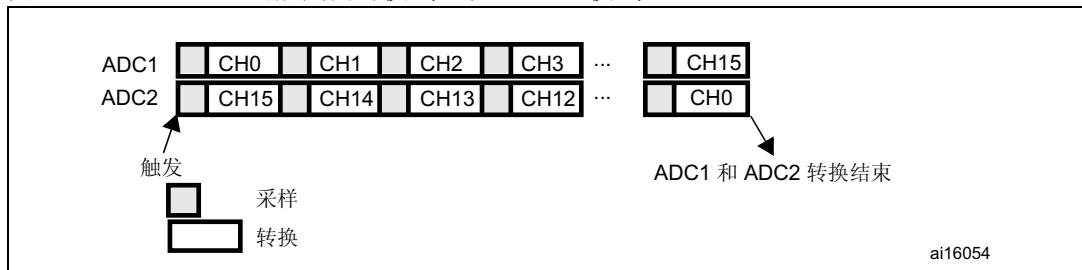 ADC1 CH0 CH1 CH2 CH3 ... CH15
ADC2 CH15 CH14 CH13 CH12 ... CH0
触发
ADC1 和 ADC2 转换结束
采样
转换
ai16054